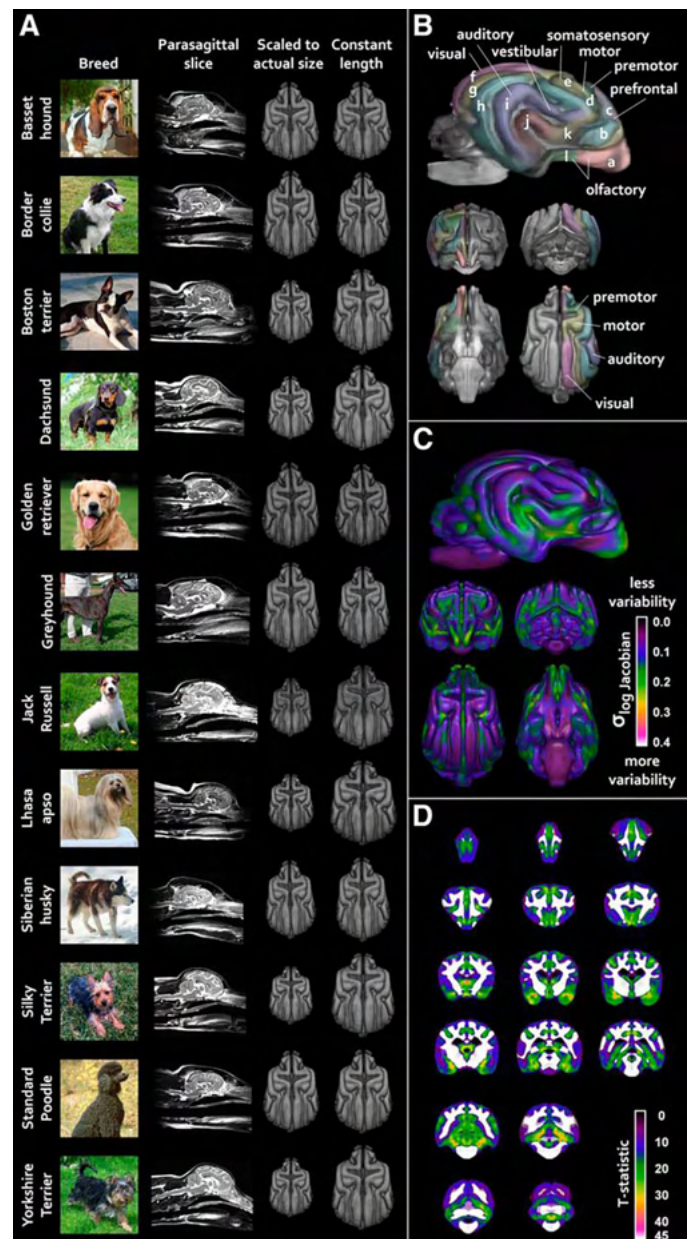 A
Breed
Parasagittal
slice
Scaled to
actual size
Constant
length
Basset
hound
Border
collie
Boston
terrier
Dachsund
Golden
retriever
Greyhound
Jack
Russell
Lhasa
apso
Siberian
husky
Silky
Terrier
Standard
Poodle
Yorkshire
Terrier
B
auditory
visual
vestibular
somatosensory
motor
premotor
prefrontal
f
g
h
i
j
e
d
c
k
b
l
a
olfactory
premotor
motor
auditory
visual
C
less
variability
0.0
0.1
0.2
0.3
0.4
σlog Jacobian
more
variability
D
0
10
20
30
40
45
T-statistic